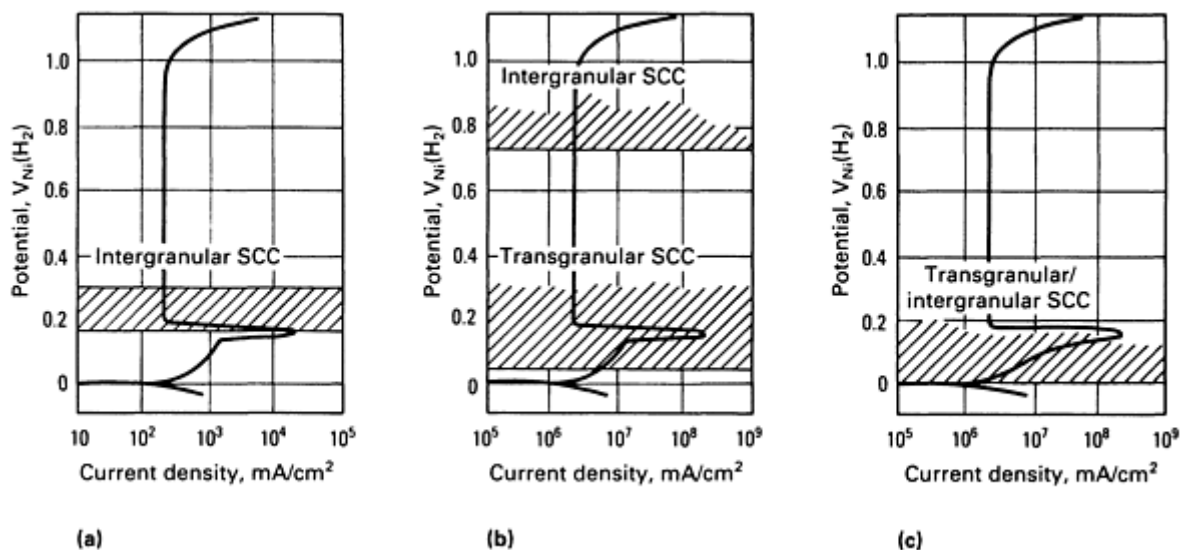 1.0
0.8
0.6
0.4
0.2
0
Potential, V_Ni(H₂)
Intergranular SCC
10 10² 10³ 10⁴ 10⁵
Current density, mA/cm²
(a)
1.0
0.8
0.6
0.4
0.2
0
Potential, V_Ni(H₂)
Intergranular SCC
Transgranular SCC
10⁵ 10⁶ 10⁷ 10⁸ 10⁹
Current density, mA/cm²
(b)
1.0
0.8
0.6
0.4
0.2
0
Potential, V_Ni(H₂)
Transgranular/
intergranular SCC
10⁵ 10⁶ 10⁷ 10⁸ 10⁹
Current density, mA/cm²
(c)